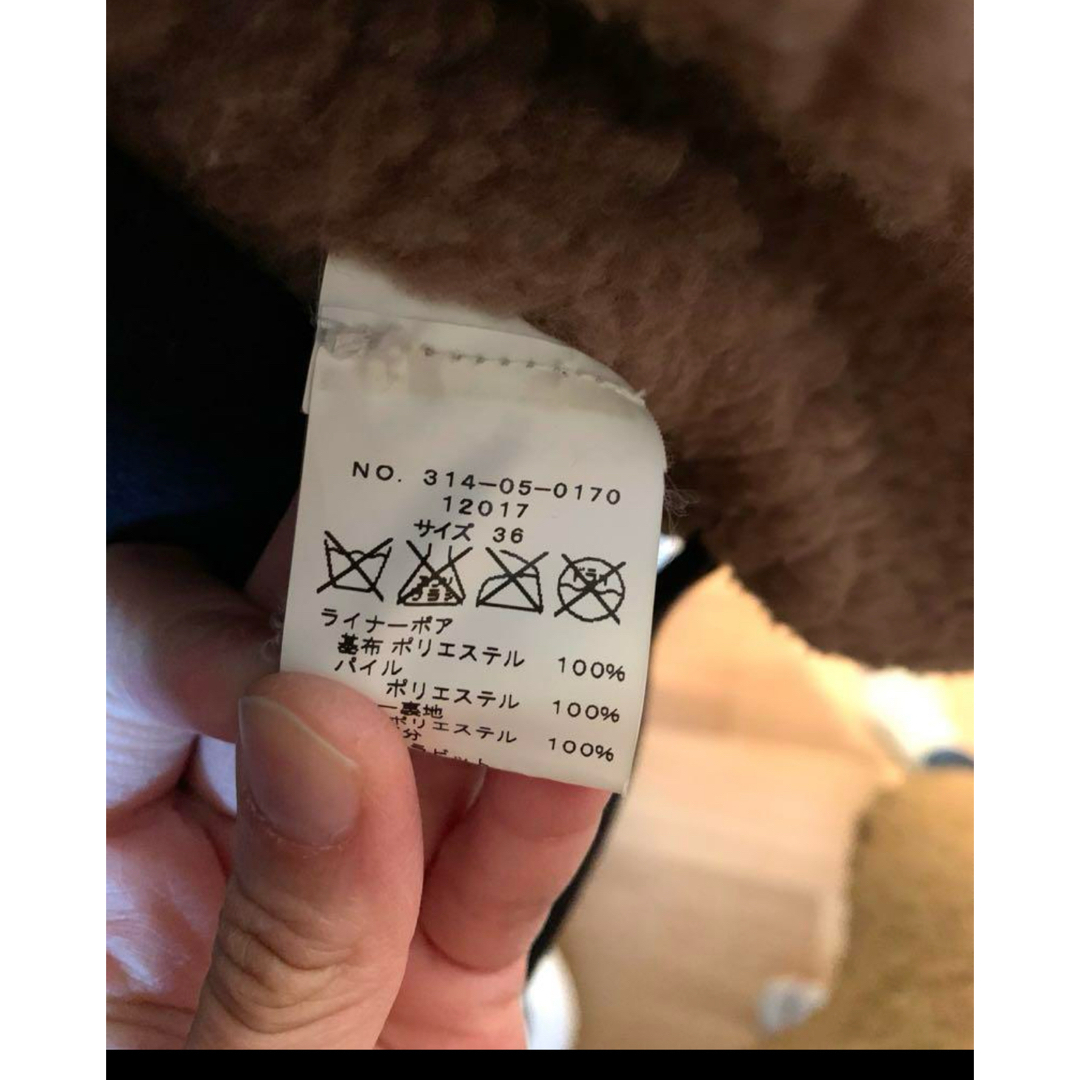 NO. 314-05-0170
12017
サイズ 36
ライナーボア
基布 ポリエステル 100%
パイル
ポリエステル 100%
ー裏地
ポリエステル 100%
分